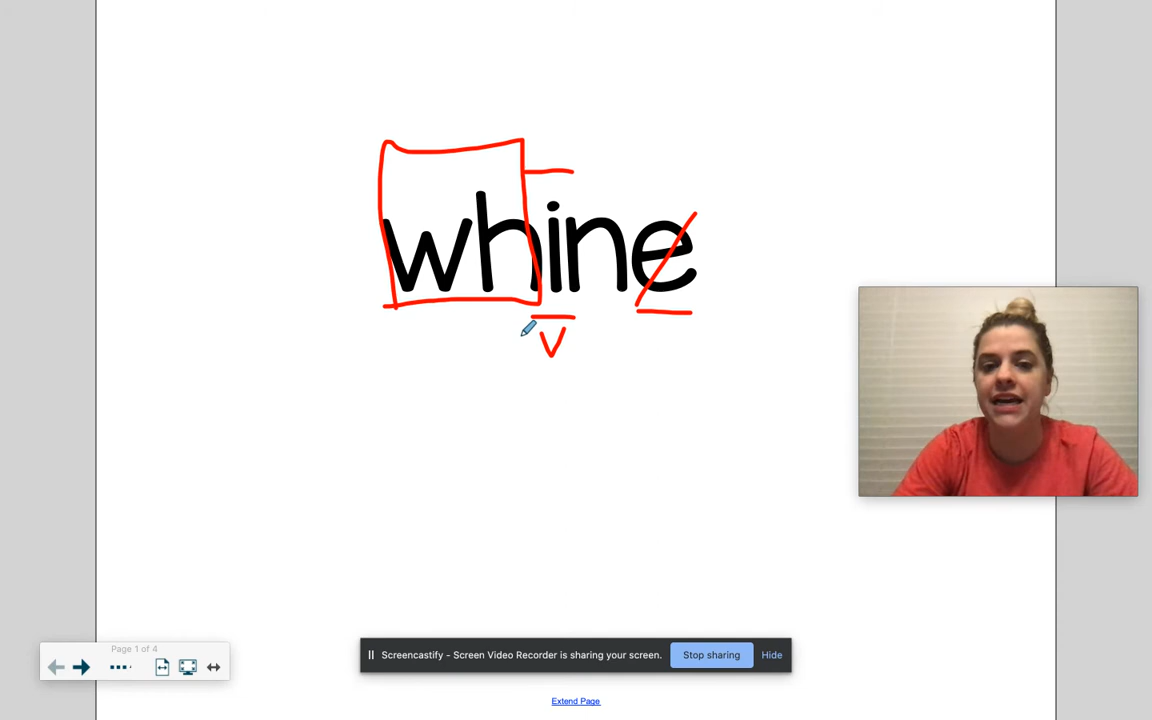 whine
V
Page 1 of 4
Screencastify - Screen Video Recorder is sharing your screen.
Stop sharing
Hide
Extend Page